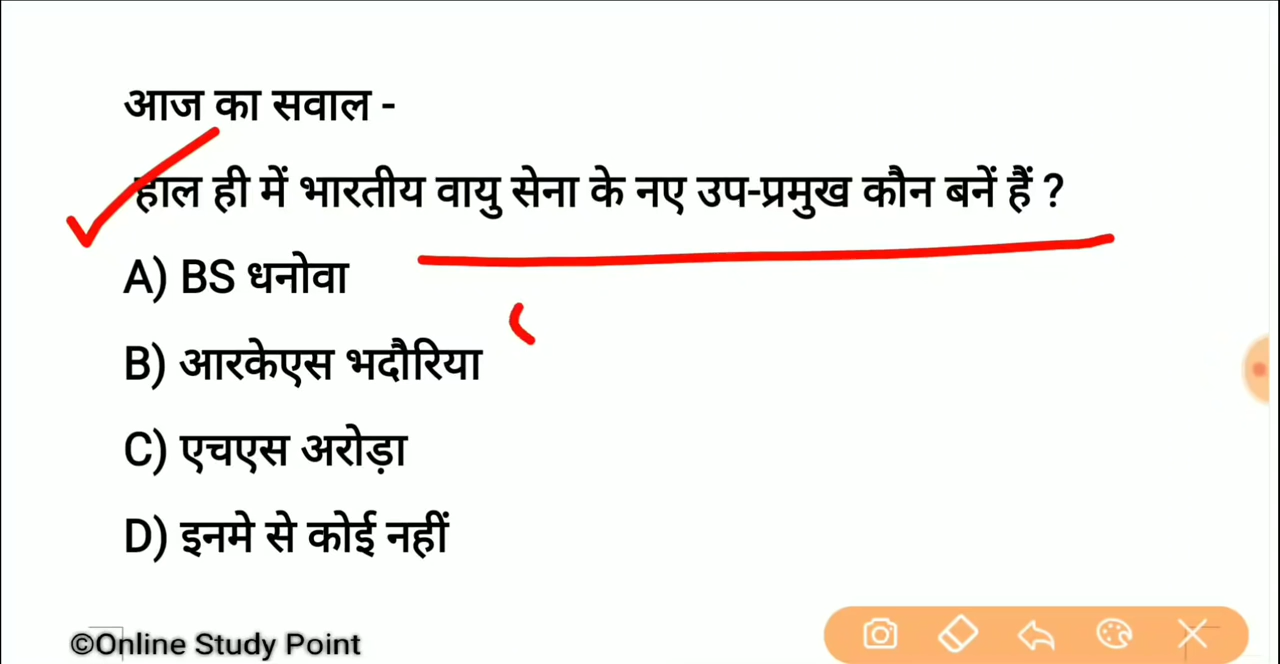 आज का सवाल -
हाल ही में भारतीय वायु सेना के नए उप-प्रमुख कौन बनें हैं ?
A) BS धनोवा
B) आरकेएस भदौरिया
C) एचएस अरोड़ा
D) इनमे से कोई नहीं
©Online Study Point